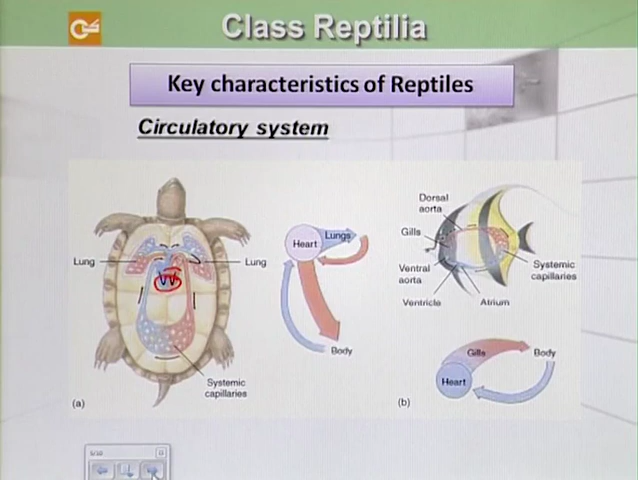 Class Reptilia
Key characteristics of Reptiles
Circulatory system
Lung
Lung
Systemic
capillaries
(a)
Heart
Lungs
Body
Dorsal
aorta
Gills
Ventral
aorta
Ventricle
Atrium
Systemic
capillaries
Gills
Body
Heart
(b)